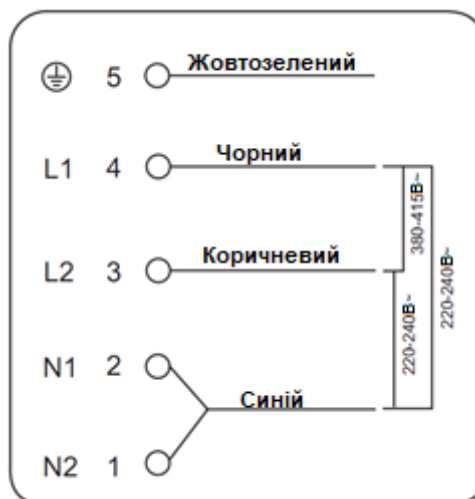 5 Жовтозелений
L1 4 Чорний
L2 3 Коричневий
N1 2
Синій
N2 1
380-415В~
220-240В~
220-240В~